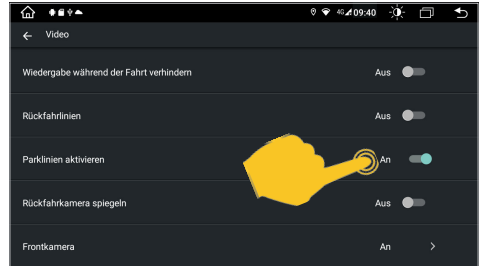 4G 09:40
Video
Wiedergabe während der Fahrt verhindern Aus
Rückfahrlinien Aus
Parklinien aktivieren An
Rückfahrkamera spiegeln Aus
Frontkamera An